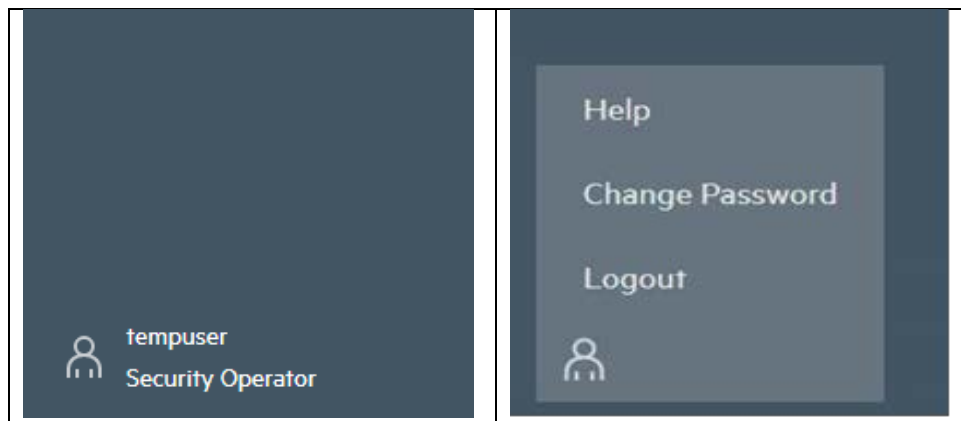 tempuser
Security Operator
Help
Change Password
Logout